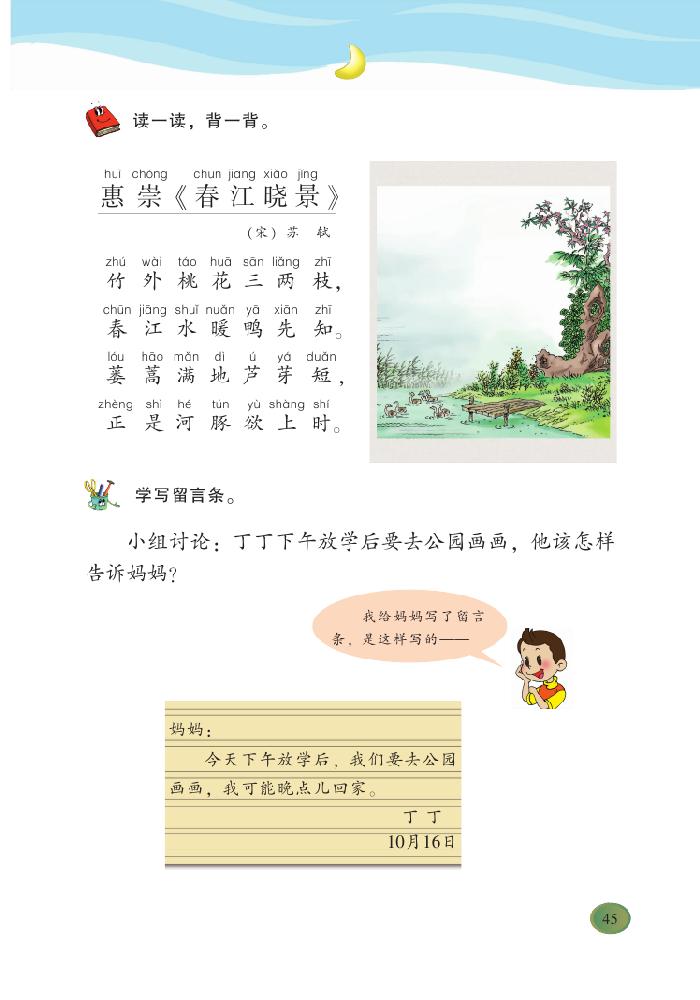 读一读，背一背。
huì chóng chūn jiāng xiǎo jǐng
惠崇《春江晓景》
（宋）苏 轼
zhú wài táo huā sān liǎng zhī
竹外桃花三两枝，
chūn jiāng shuǐ nuǎn yā xiān zhī
春江水暖鸭先知。
lóu hāo mǎn dì ú yá duǎn
蒌蒿满地芦芽短，
zhèng shì hé tún yù shàng shí
正是河豚欲上时。
学写留言条。
小组讨论：丁丁下午放学后要去公园画画，他该怎样
告诉妈妈？
我给妈妈写了留言
条，是这样写的——
妈妈：
今天下午放学后，我们要去公园
画画，我可能晚点儿回家。
丁丁
10月16日
45